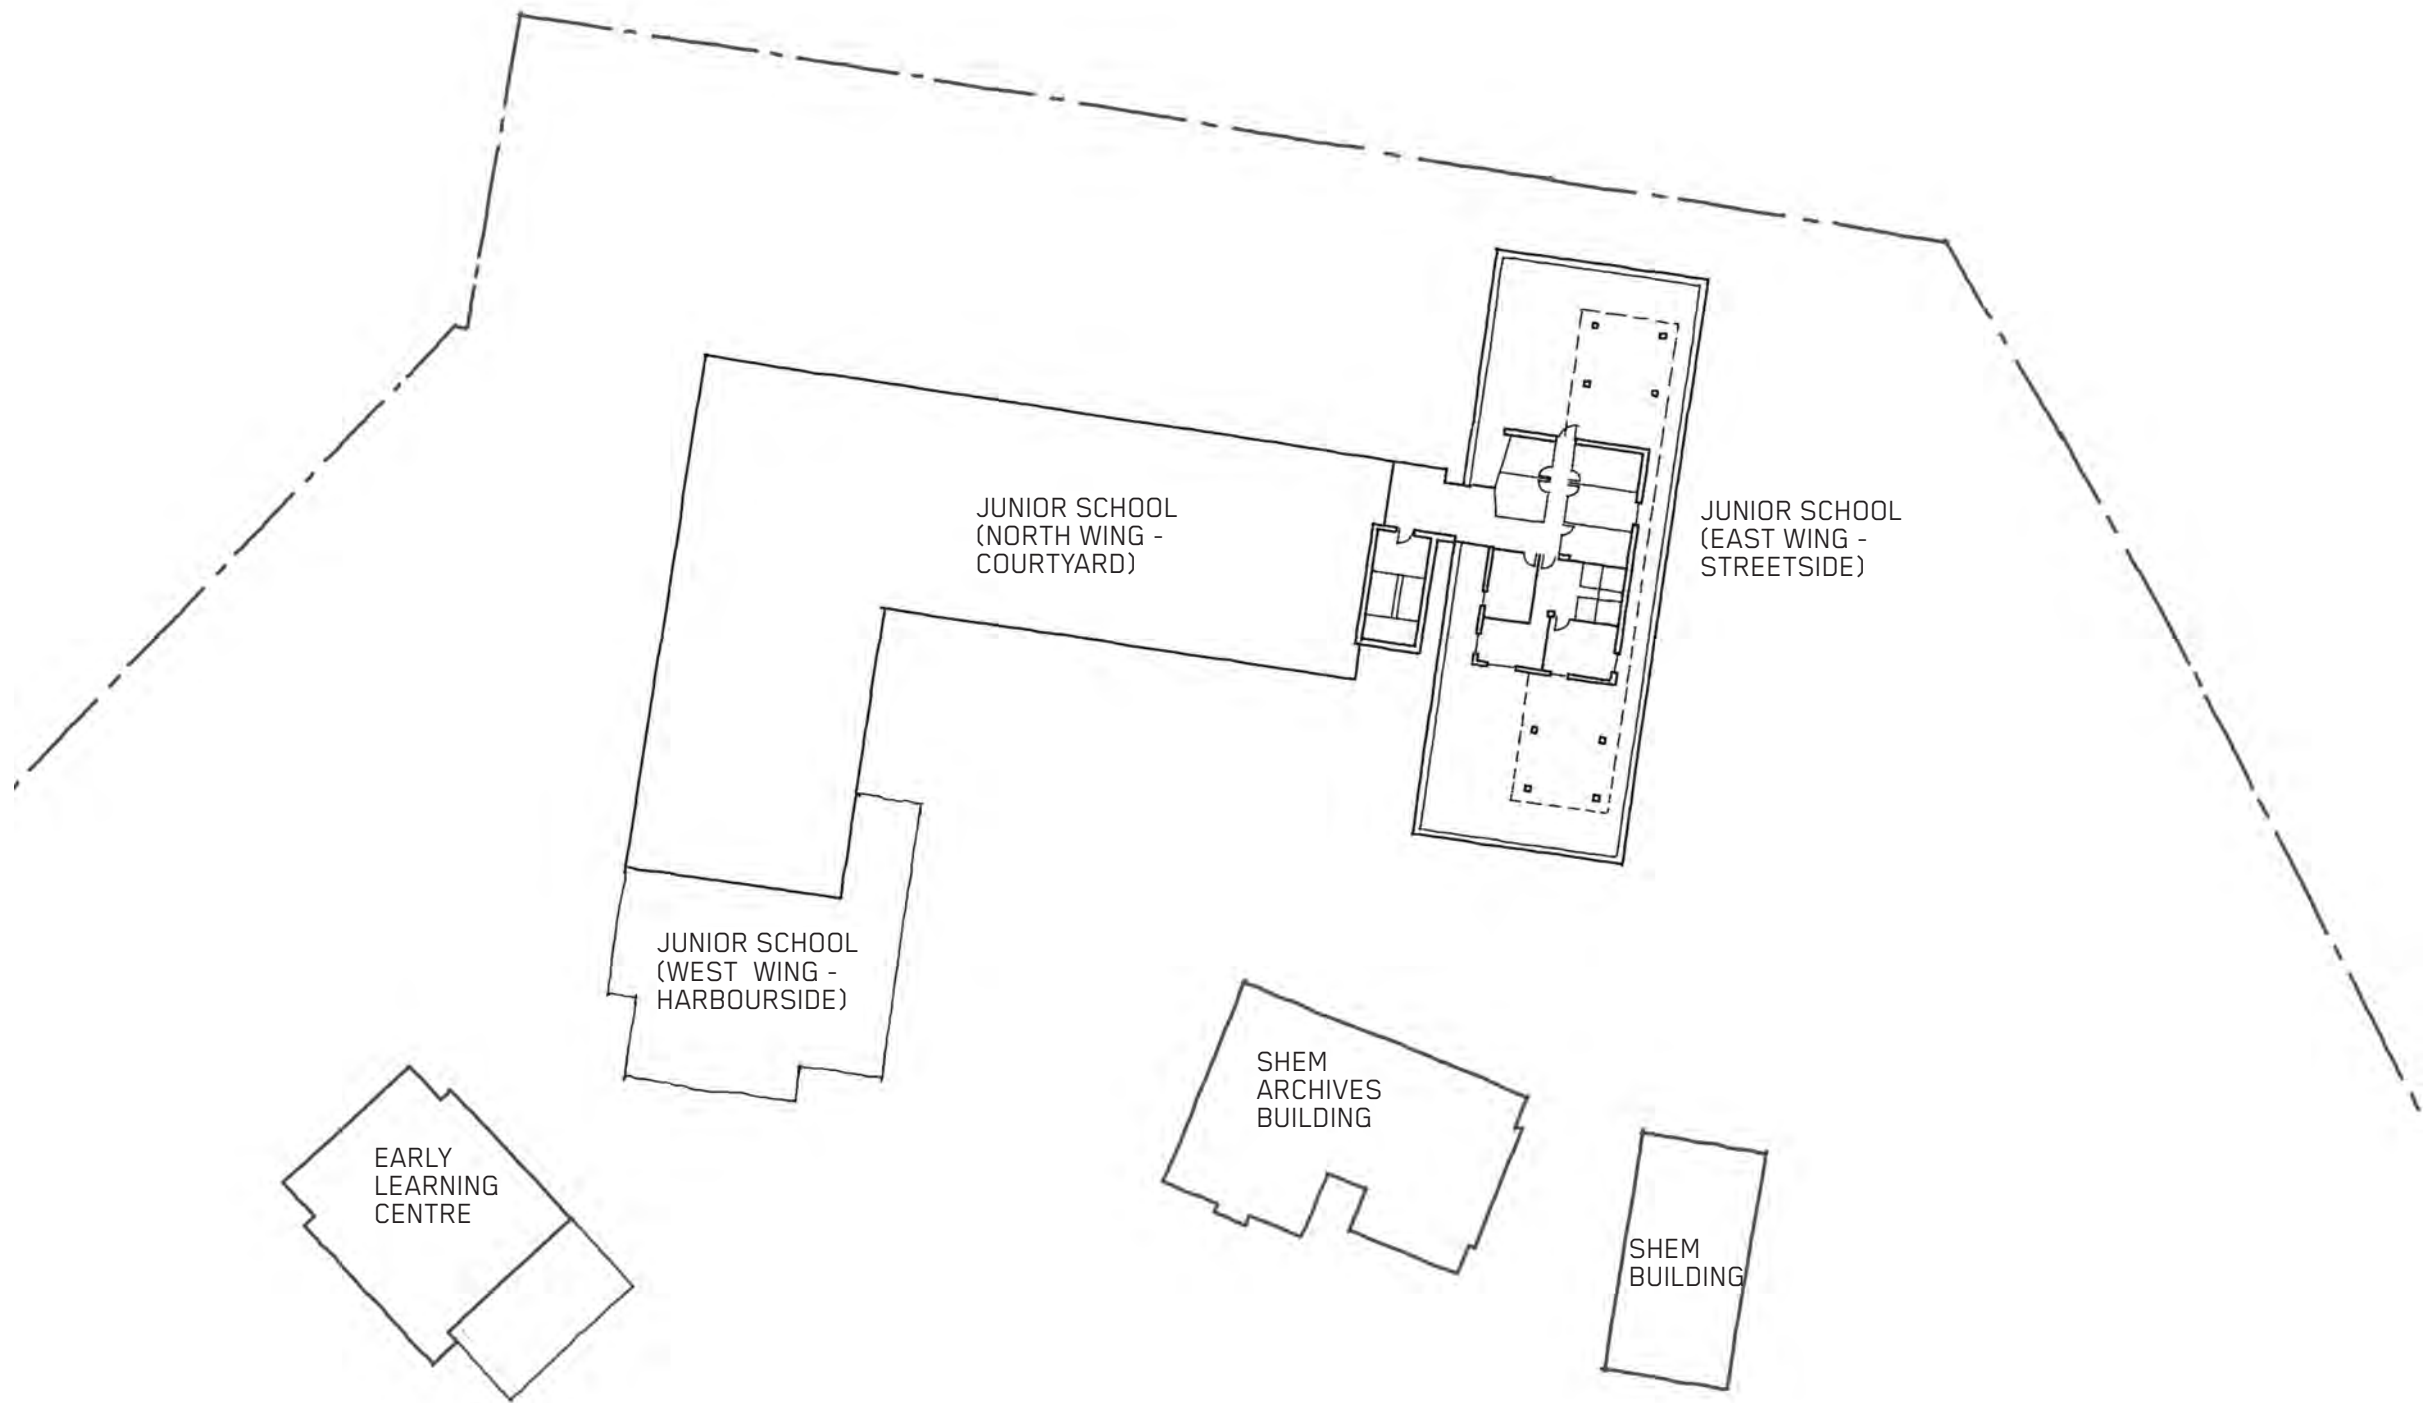 JUNIOR SCHOOL
(NORTH WING -
COURTYARD)
JUNIOR SCHOOL
(EAST WING -
STREETSIDE)
JUNIOR SCHOOL
(WEST  WING -
HARBOURSIDE)
SHEM
ARCHIVES
BUILDING
EARLY
LEARNING
CENTRE
SHEM
BUILDING